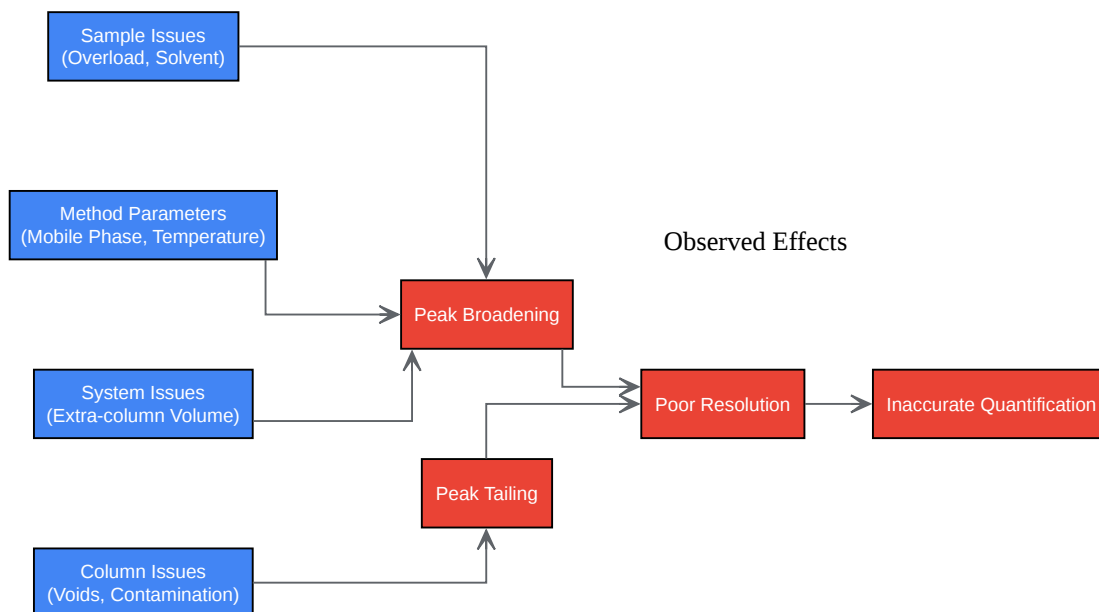 Sample Issues
(Overload, Solvent)
Method Parameters
(Mobile Phase, Temperature)
Observed Effects
Peak Broadening
System Issues
(Extra-column Volume)
Poor Resolution
Inaccurate Quantification
Peak Tailing
Column Issues
(Voids, Contamination)